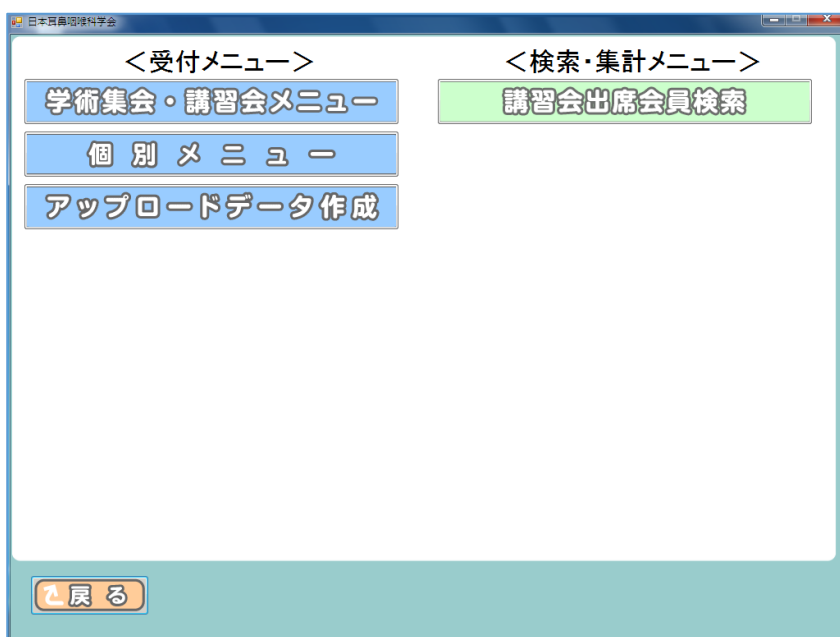 日本耳鼻咽喉科学会
＜受付メニュー＞
学術集会・講習会メニュー
個別メニュー
アップロードデータ作成
＜検索・集計メニュー＞
講習会出席会員検索
戻る